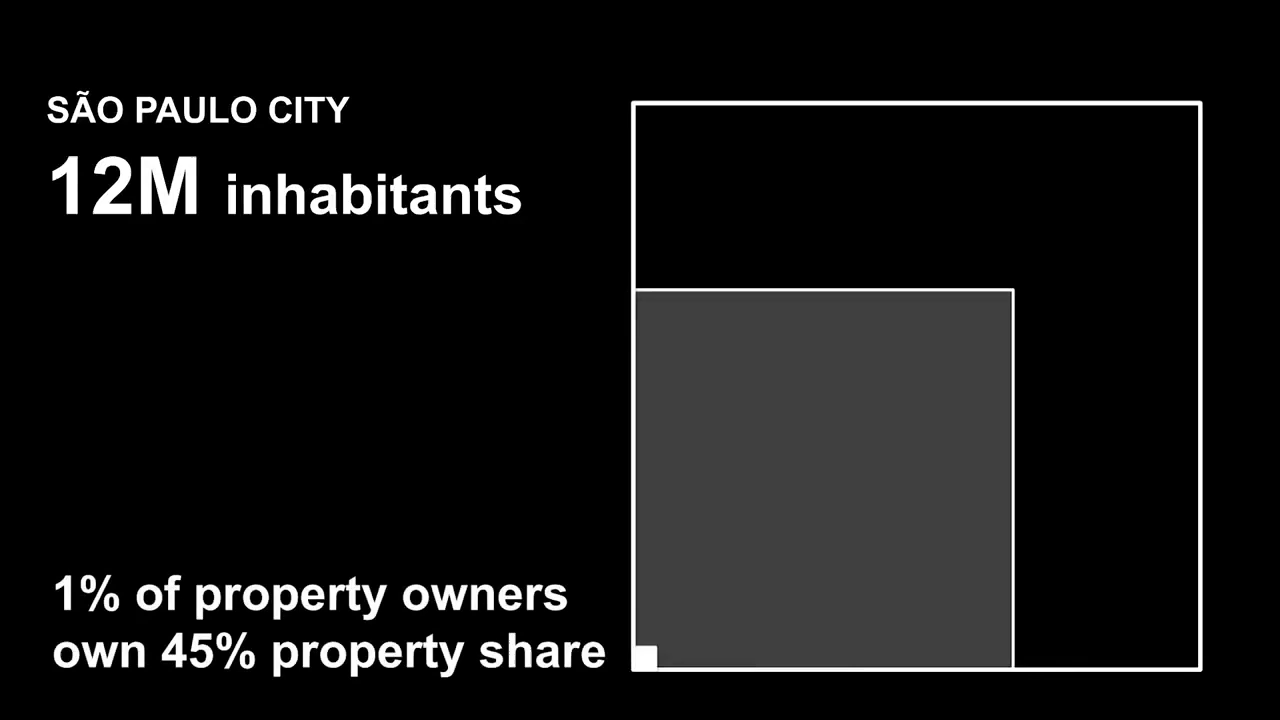 SÃO PAULO CITY
12M inhabitants
1% of property owners
own 45% property share